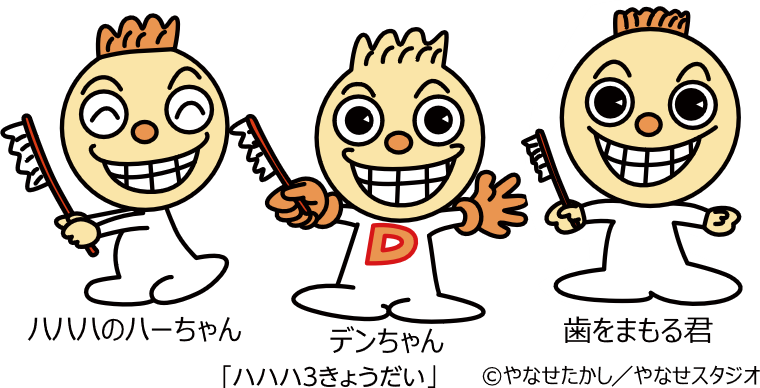 D
ハハハのハーちゃん
デンちゃん
歯をまもる君
「ハハハ3きょうだい」
©やなせたかし／やなせスタジオ